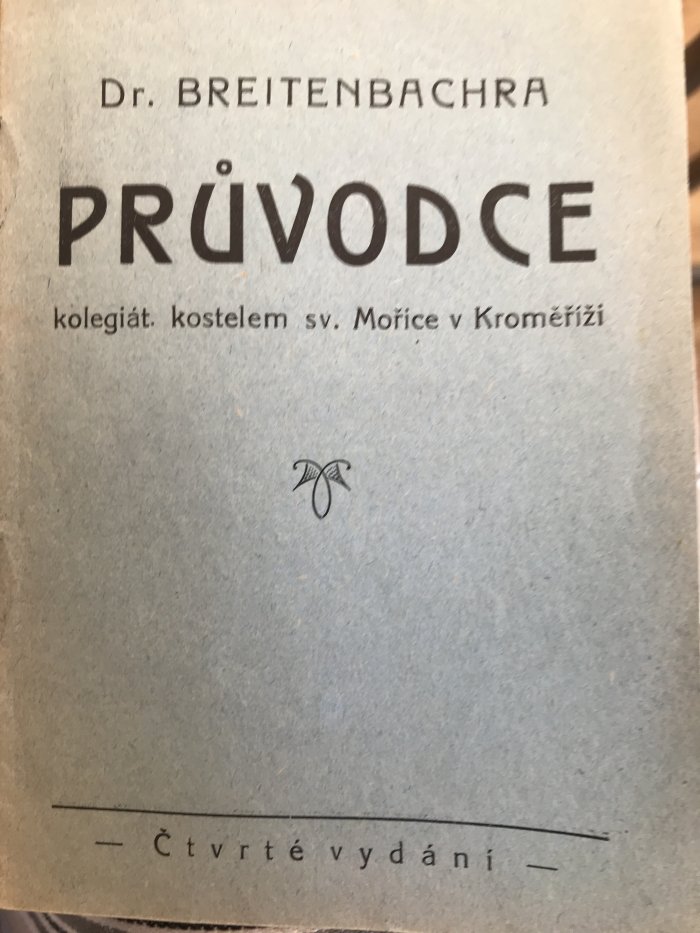 Dr. BREITENBACHRA
PRŮVODCE
kolegiát. kostelem sv. Mořice v Kroměříži
— Čtvrté vydání —